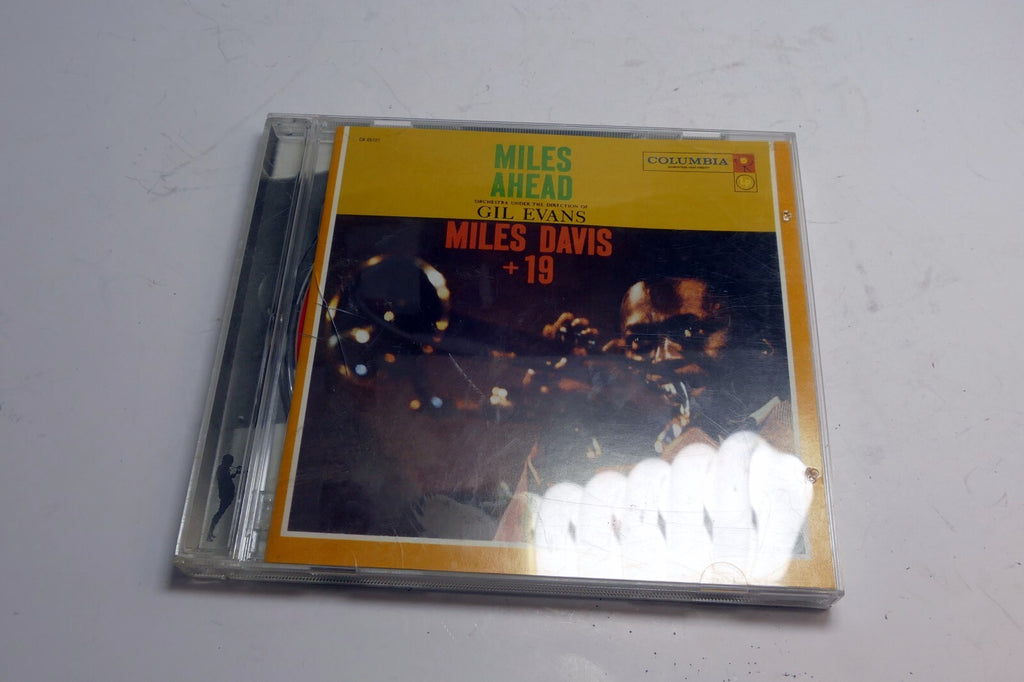 MILES
AHEAD
COLUMBIA
ORCHESTRA UNDER THE DIRECTION OF
GIL EVANS
MILES DAVIS
+ 19